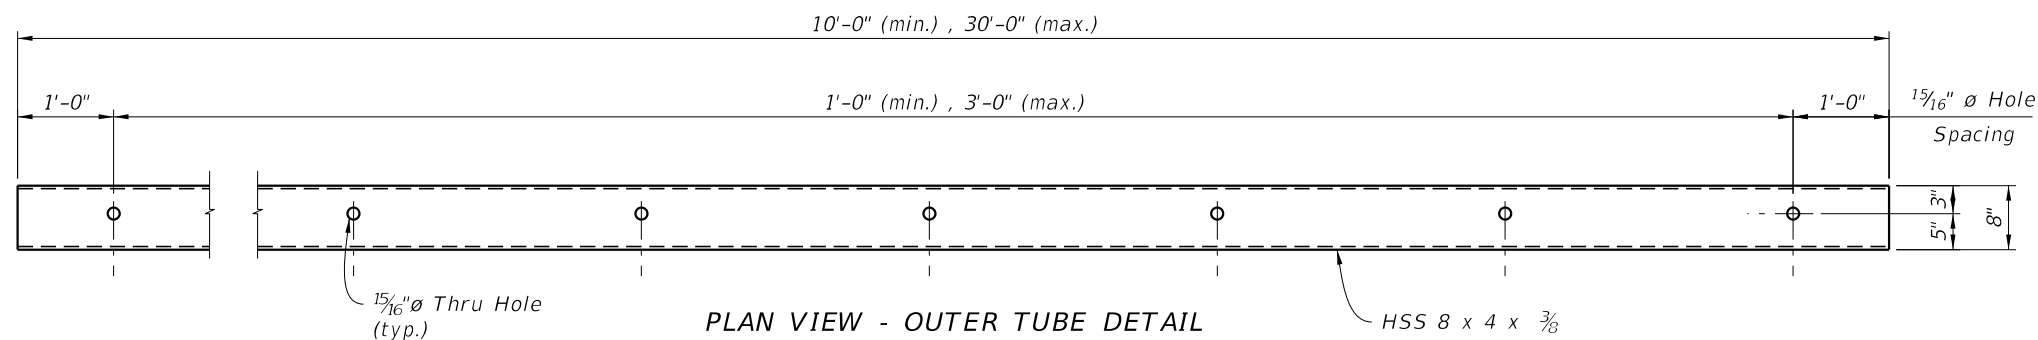 10'-0" (min.) , 30'-0" (max.)
1'-0"
1'-0" (min.) , 3'-0" (max.)
1'-0"
15/16" ø Hole
Spacing
3"
5"
8"
15/16"ø Thru Hole
(typ.)
PLAN VIEW - OUTER TUBE DETAIL
HSS 8 x 4 x 3/8